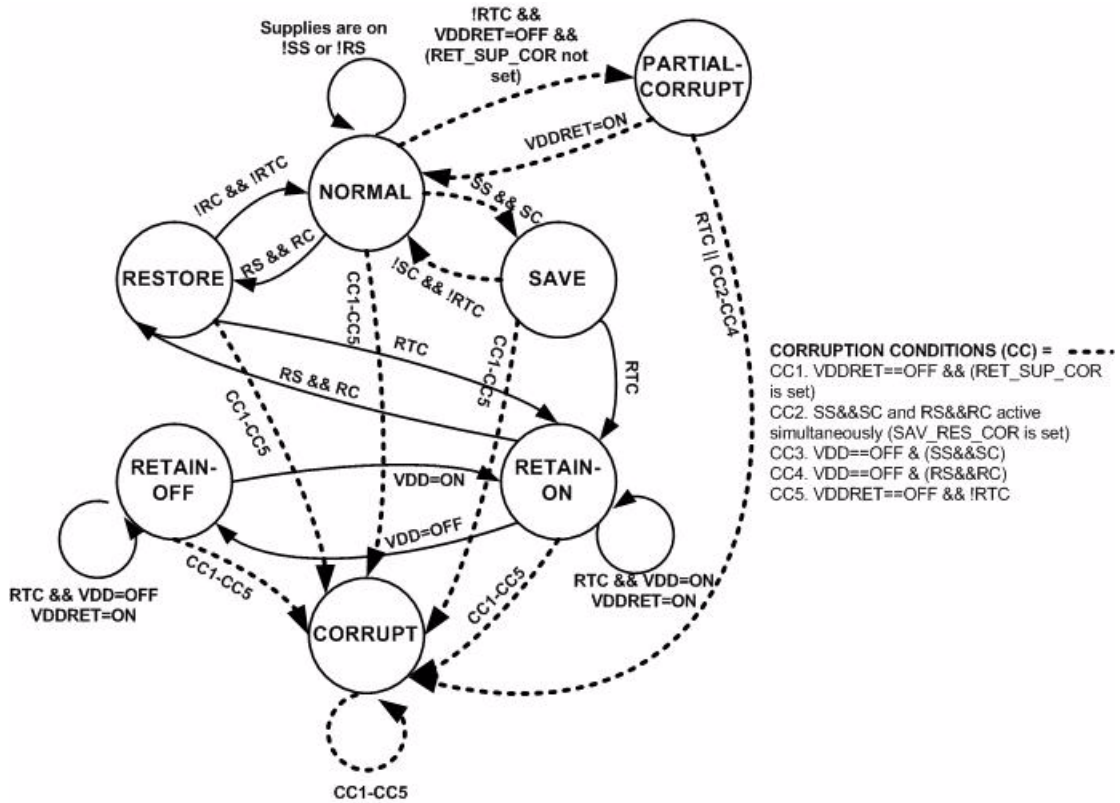 Supplies are on
!SS or !RS
!RTC &&
VDDRET=OFF &&
(RET_SUP_COR not
set)
PARTIAL-
CORRUPT
VDDRET=ON
NORMAL
!RC && !RTC
SS && SC
RS && RC
RESTORE
!SC && !RTC
SAVE
CC1-CC5
RTC || CC2-CC4
RTC
RS && RC
CC1-CC5
RTC
CC1-CC5
CORRUPTION CONDITIONS (CC) =
CC1. VDDRET==OFF && (RET_SUP_COR
is set)
CC2. SS&&SC and RS&&RC active
simultaneously (SAV_RES_COR is set)
CC3. VDD==OFF & (SS&&SC)
CC4. VDD==OFF & (RS&&RC)
CC5. VDDRET==OFF && !RTC
RETAIN-
OFF
VDD=ON
RETAIN-
ON
VDD=OFF
RTC && VDD=OFF
VDDRET=ON
CC1-CC5
CC1-CC5
RTC && VDD=ON
VDDRET=ON
CORRUPT
CC1-CC5